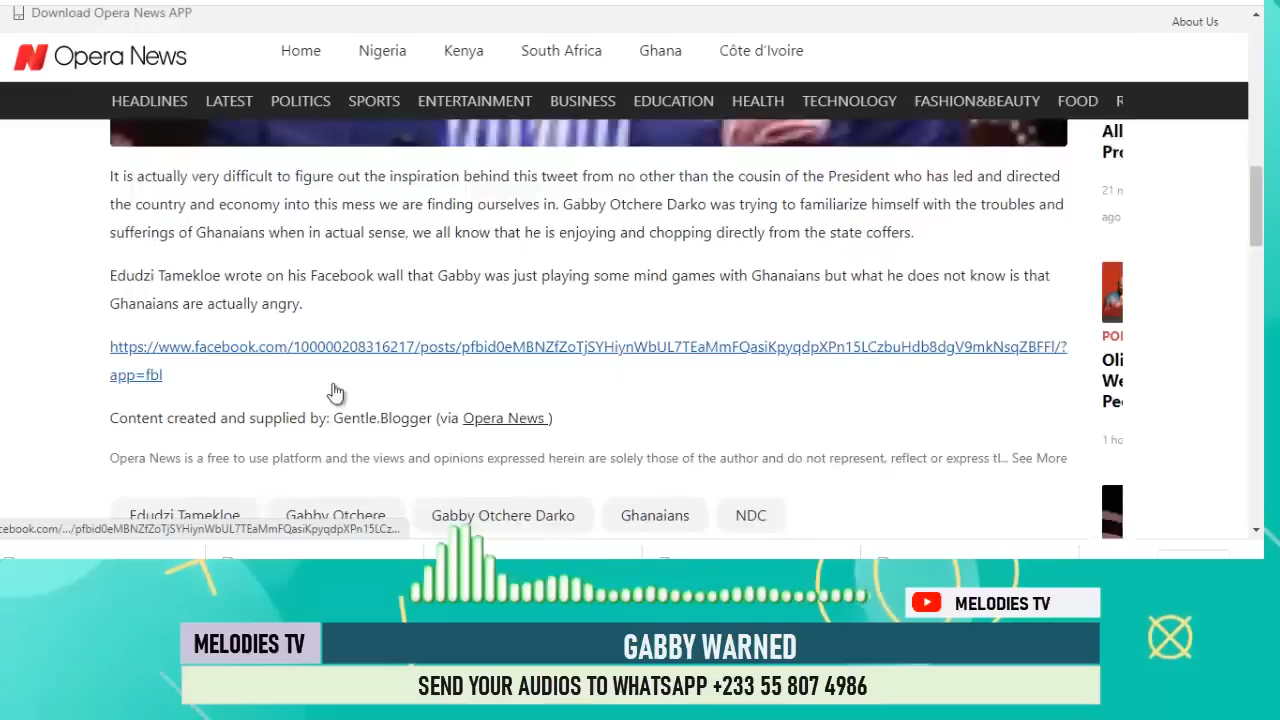 Download Opera News APP
About Us
Opera News
Home Nigeria Kenya South Africa Ghana Côte d'Ivoire
HEADLINES LATEST POLITICS SPORTS ENTERTAINMENT BUSINESS EDUCATION HEALTH TECHNOLOGY FASHION&BEAUTY FOOD
It is actually very difficult to figure out the inspiration behind this tweet from no other than the cousin of the President who has led and directed
the country and economy into this mess we are finding ourselves in. Gabby Otchere Darko was trying to familiarize himself with the troubles and
sufferings of Ghanaians when in actual sense, we all know that he is enjoying and chopping directly from the state coffers.
Edudzi Tamekloe wrote on his Facebook wall that Gabby was just playing some mind games with Ghanaians but what he does not know is that
Ghanaians are actually angry.
https://www.facebook.com/100000208316217/posts/pfbid0eMBNZfZoTjSYHiynWbUL7TEaMmFQasiKpyqdpXPn15LCzbuHdb8dgV9mkNsqZBFFl/?
app=fbl
Content created and supplied by: Gentle.Blogger (via Opera News )
Opera News is a free to use platform and the views and opinions expressed herein are solely those of the author and do not represent, reflect or express tl... See More
Edudzi Tamekloe Gabby Otchere Gabby Otchere Darko Ghanaians NDC
cebook.com/.../pfbid0eMBNZfZoTjSYHiynWbUL7TEaMmFQasiKpyqdpXPn15LCz...
All
Pro
21 m
ago
POL
Oli
We
Pe
1 ho
MELODIES TV
MELODIES TV
GABBY WARNED
SEND YOUR AUDIOS TO WHATSAPP +233 55 807 4986